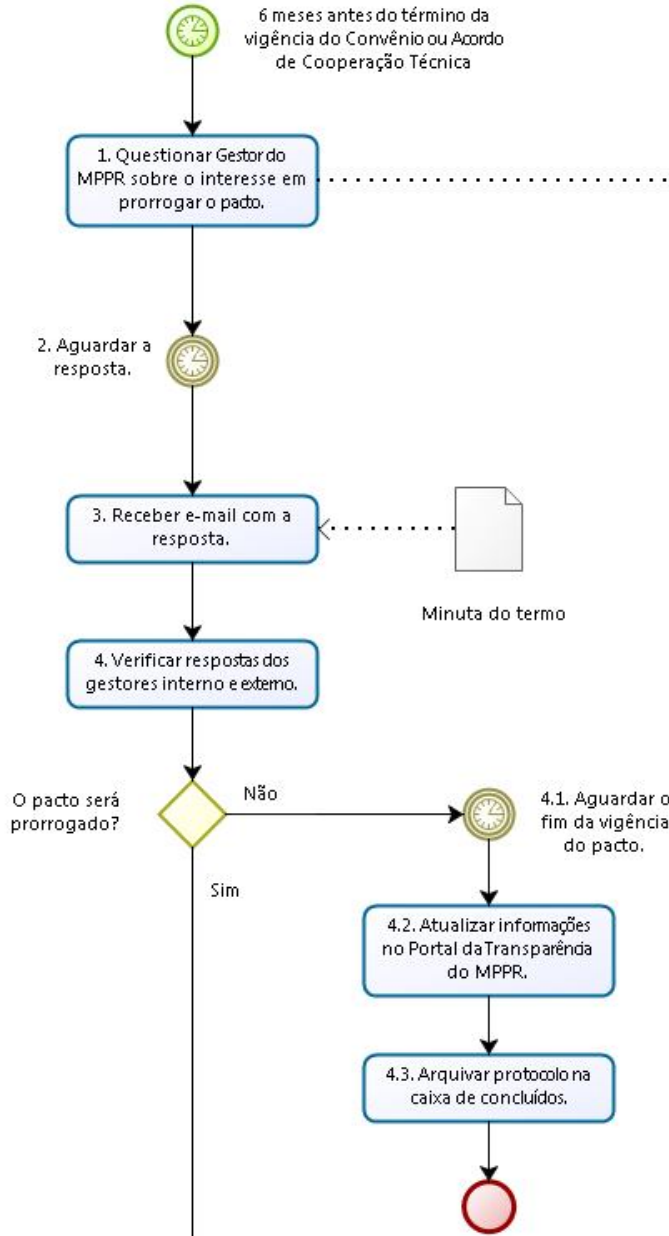 6 meses antes do término da
vigência do Convênio ou Acordo
de Cooperação Técnica
1. Questionar Gestor do
MPPR sobre o interesse em
prorrogar o pacto.
2. Aguardar a
resposta.
3. Receber e-mail com a
resposta.
Minuta do termo
4. Verificar respostas dos
gestores interno e externo.
O pacto será
prorrogado?
Não
4.1. Aguardar o
fim da vigência
do pacto.
Sim
4.2. Atualizar informações
no Portal da Transparência
do MPPR.
4.3. Arquivar protocolo na
caixa de concluídos.